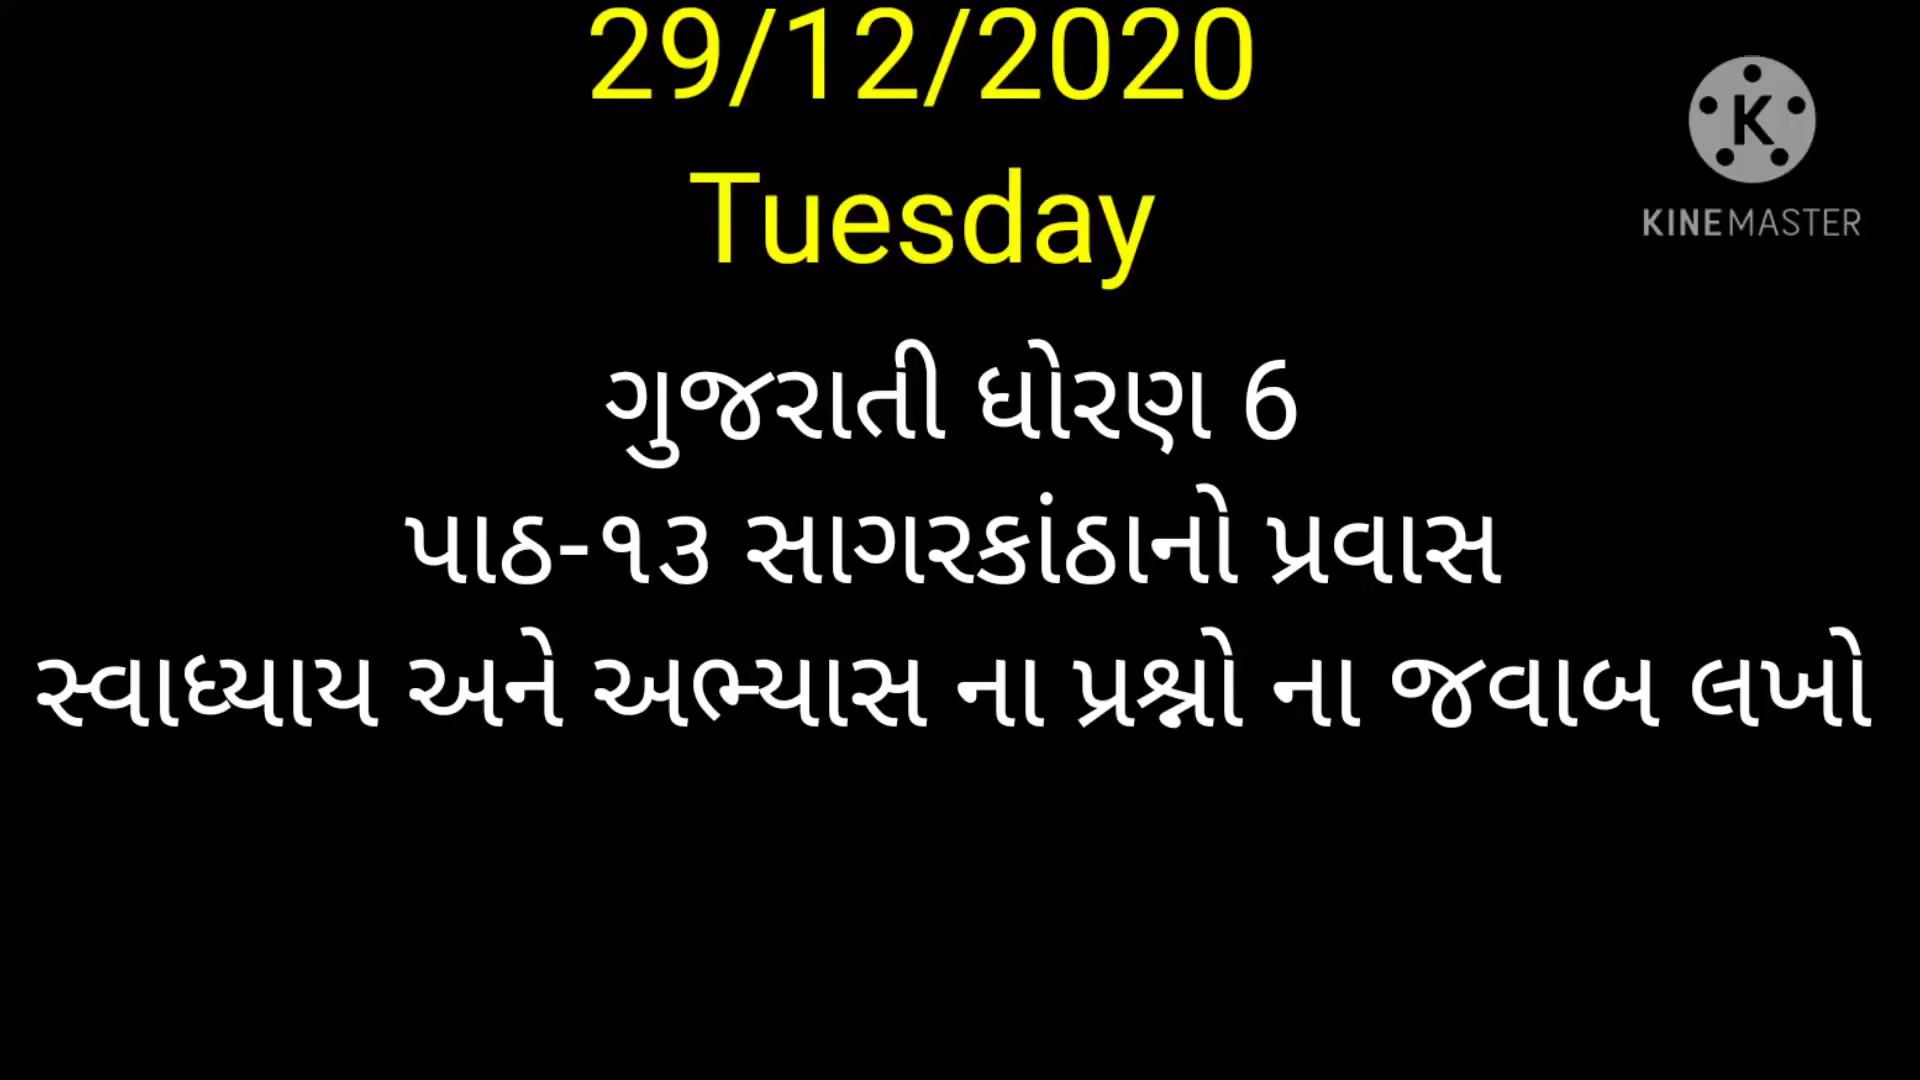 29/12/2020
Tuesday
K
KINEMASTER
ગુજરાતી ધોરણ 6
પાઠ-૧૩ સાગરકાંઠાનો પ્રવાસ
સ્વાધ્યાય અને અભ્યાસ ના પ્રશ્નો ના જવાબ લખો